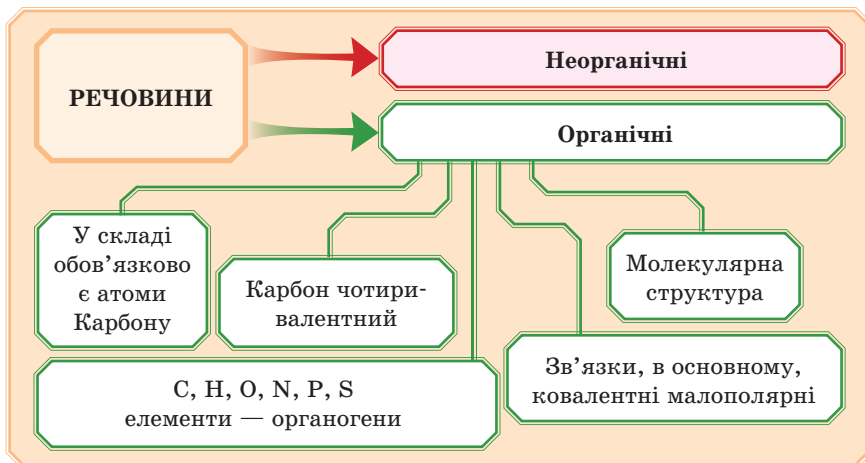 РЕЧОВИНИ
Неорганічні
Органічні
У складі
обов’язково
є атоми
Карбону
Карбон чотири-
валентний
Молекулярна
структура
C, H, O, N, P, S
елементи — органогени
Зв’язки, в основному,
ковалентні малополярні